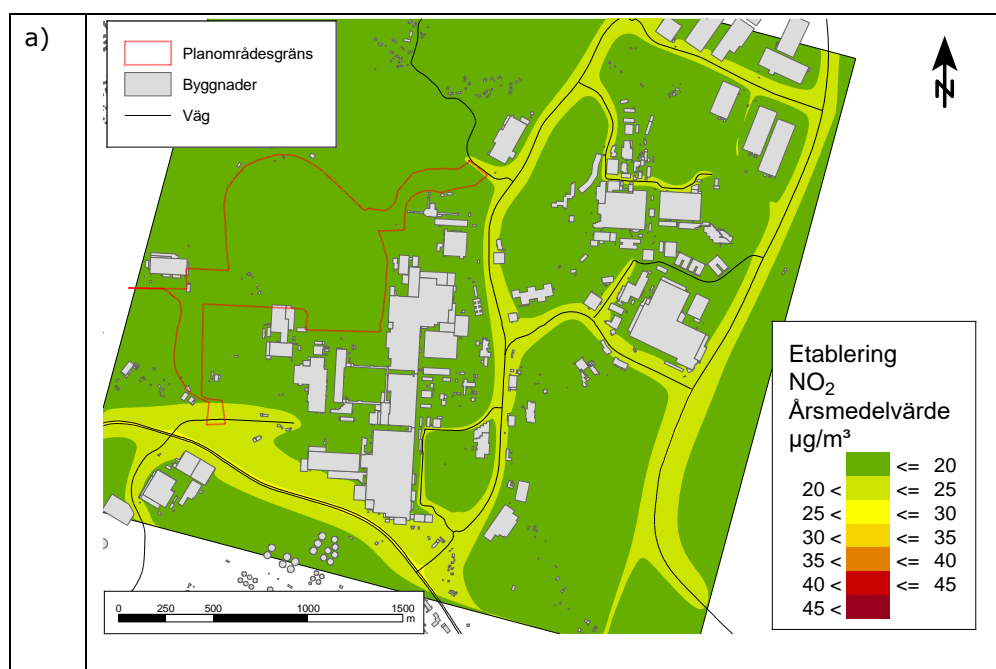 a)
Planområdesgräns
Byggnader
Väg
N
Etablering
NO₂
Årsmedelvärde
µg/m³
<= 20
20 < <= 25
25 < <= 30
30 < <= 35
35 < <= 40
40 < <= 45
45 <
0 250 500 1000 1500
m